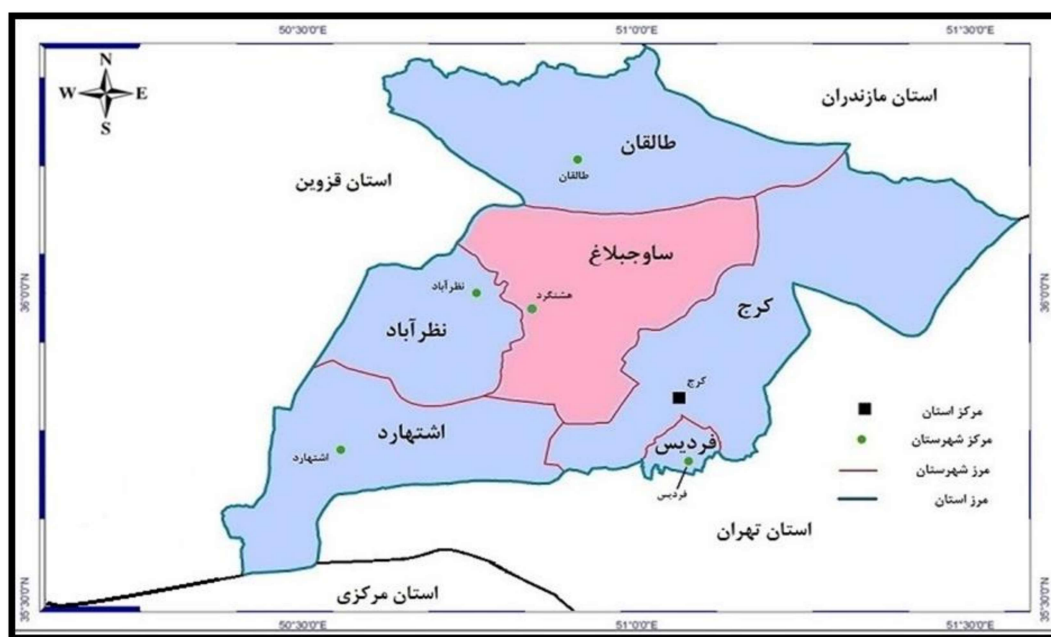 50°30'0"E
51°0'0"E
51°30'0"E
N
W E
S
استان مازندران
طالقان
طالقان
استان قزوین
ساوجبلاغ
36°0'0"N
36°0'0"N
نظرآباد
هشتگرد
نظرآباد
کرج
کرج
مرکز استان
اشتهارد
فردیس
مرکز شهرستان
اشتهارد
مرز شهرستان
فردیس
مرز استان
استان تهران
استان مرکزی
35°30'0"N
35°30'0"N
50°30'0"E
51°0'0"E
51°30'0"E